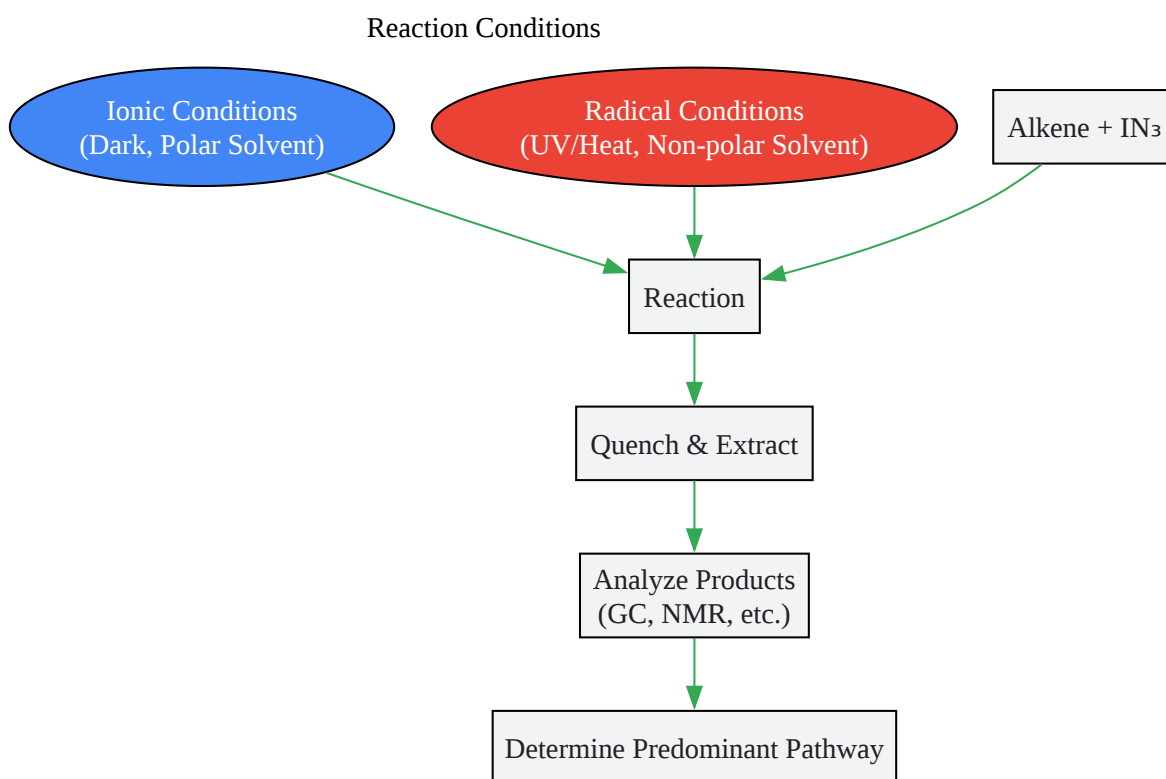 Reaction Conditions
Ionic Conditions
(Dark, Polar Solvent)
Radical Conditions
(UV/Heat, Non-polar Solvent)
Alkene + IN₃
Reaction
Quench & Extract
Analyze Products
(GC, NMR, etc.)
Determine Predominant Pathway